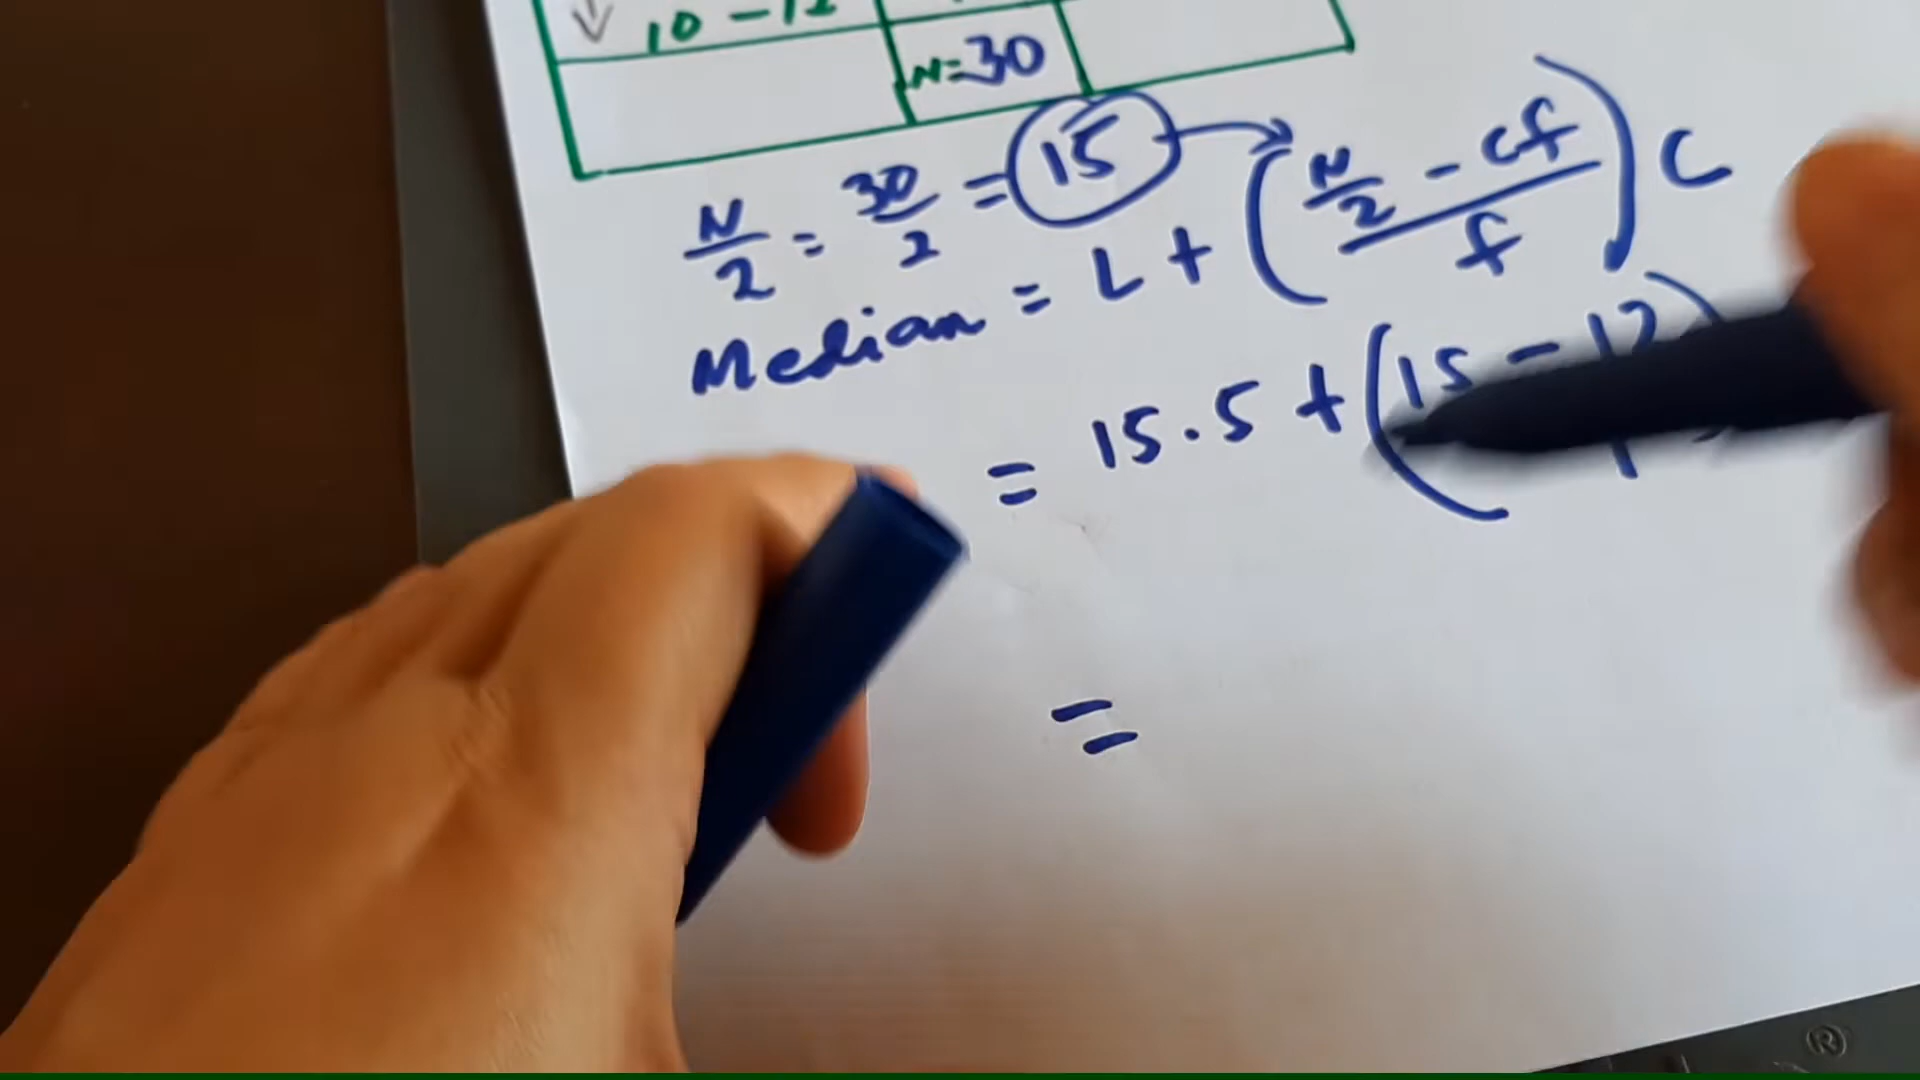 10 - 12
N=30
N/2 = 30/2 = 15 → (N/2 - cf / f) C
Median = L +
= 15.5 + (15 - 12
=
®